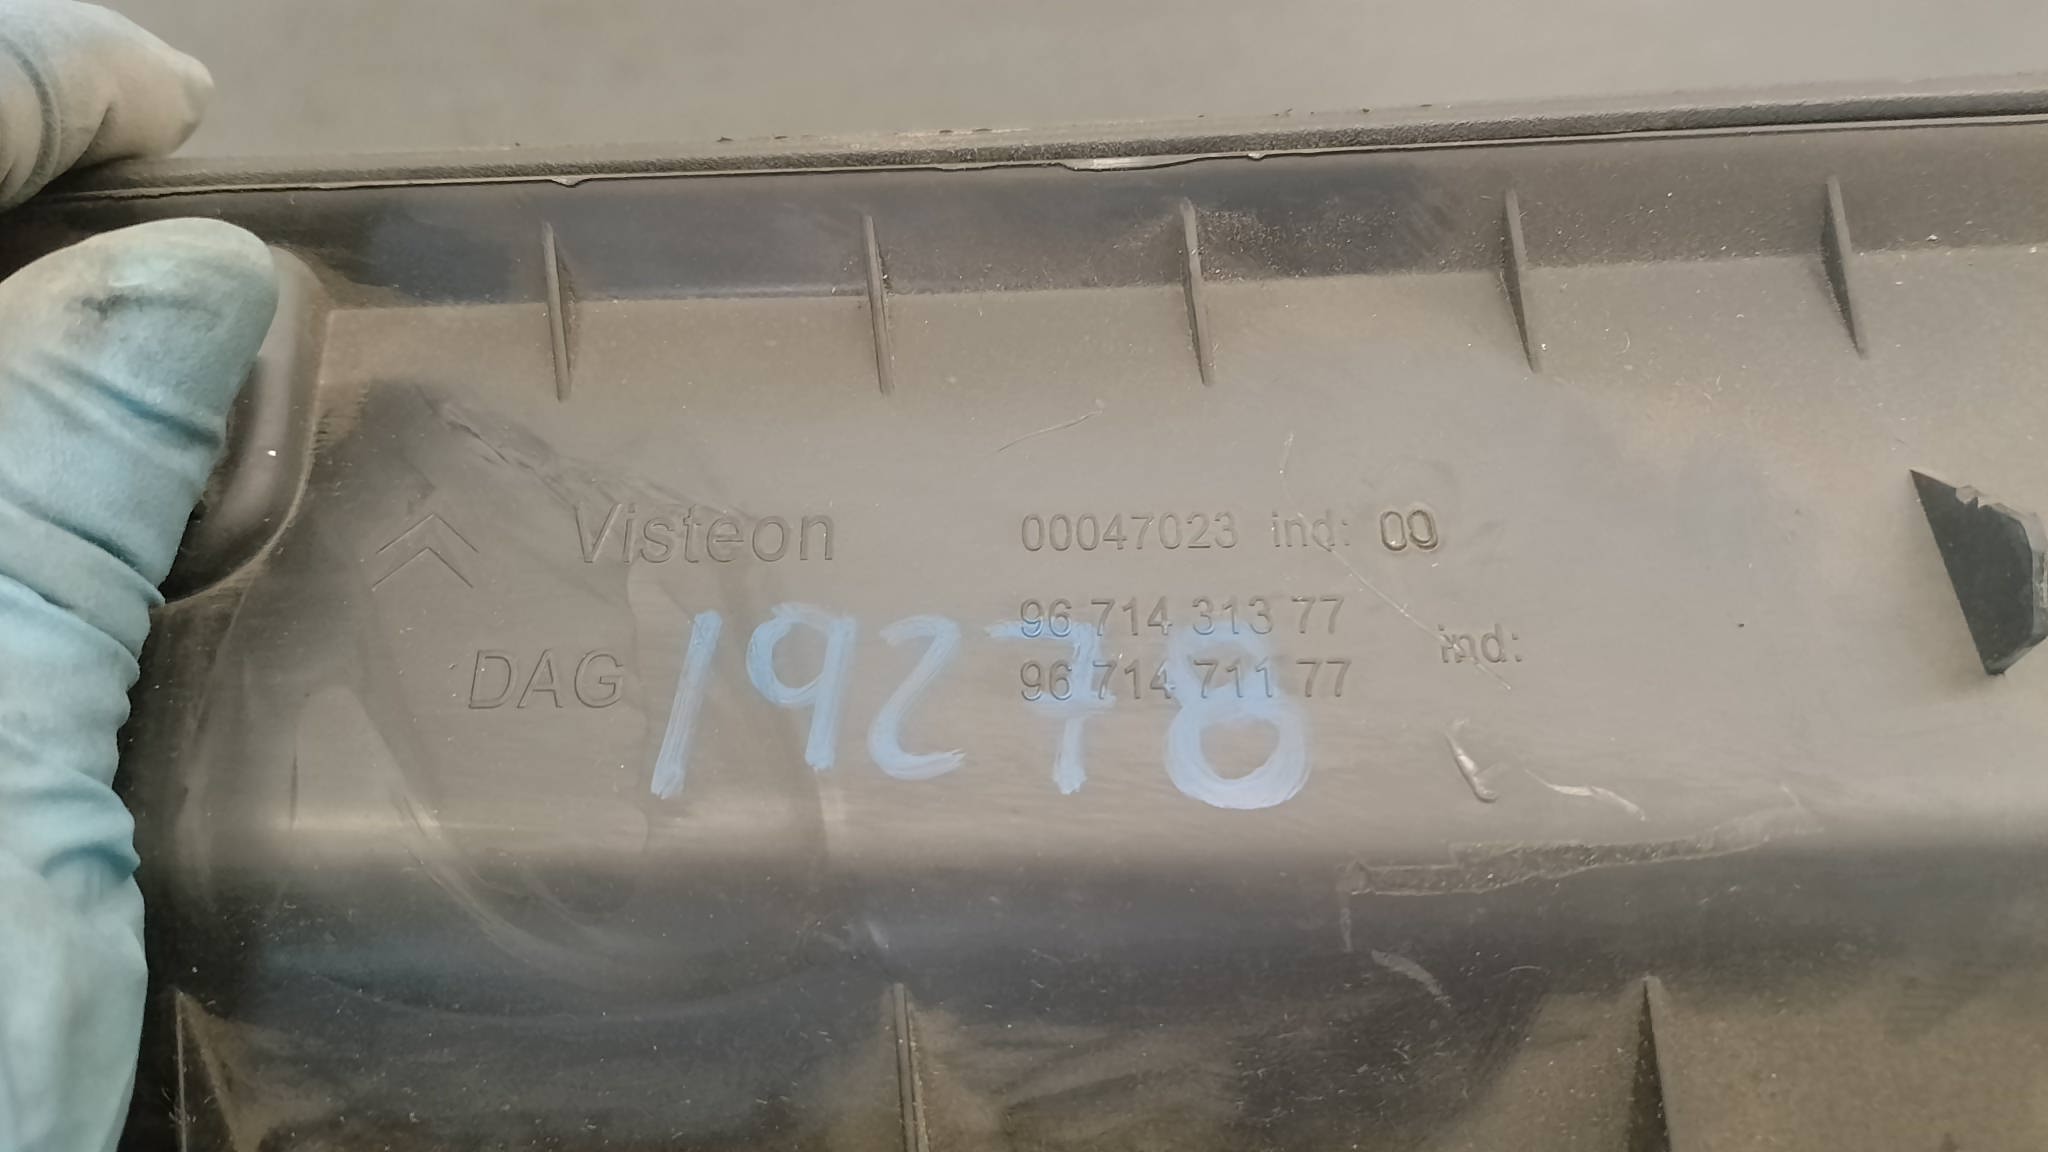 Visteon 00047023 ind: 00
96 714 313 77
DAG 96 714 711 77 ind:
19278